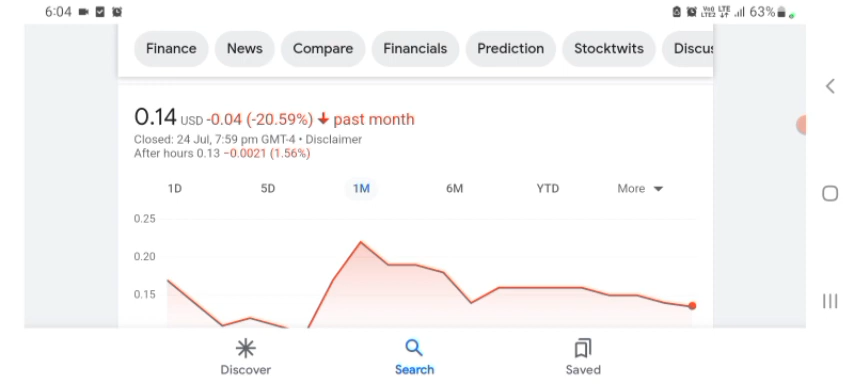 6:04
LTE 63%
Finance News Compare Financials Prediction Stocktwits Discus
0.14 USD -0.04 (-20.59%) past month
Closed: 24 Jul, 7:59 pm GMT-4 • Disclaimer
After hours 0.13 −0.0021 (1.56%)
1D 5D 1M 6M YTD More
0.25
0.20
0.15
Discover Search Saved